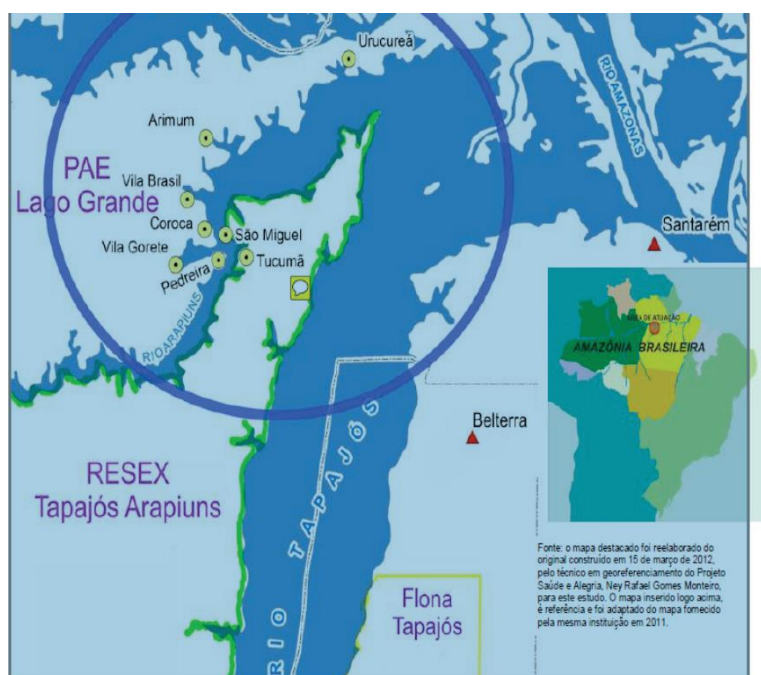 Urucureá
RIO AMAZONAS
Arimum
PAE
Lago Grande
Vila Brasil
Coroca
São Miguel
Vila Gorete
Pedreira
Tucumã
Santarém
RIO ARAPIUNS
ÁREA DE ATUAÇÃO
AMAZÔNIA BRASILEIRA
Belterra
RESEX
Tapajós Arapiuns
RIO TAPAJÓS
Flona
Tapajós
Fonte: o mapa destacado foi reelaborado do
original construído em 15 de março de 2012,
pelo técnico em georeferenciamento do Projeto
Saúde e Alegria, Ney Rafael Gomes Monteiro,
para este estudo. O mapa inserido logo acima,
é referência e foi adaptado do mapa fornecido
pela mesma instituição em 2011.